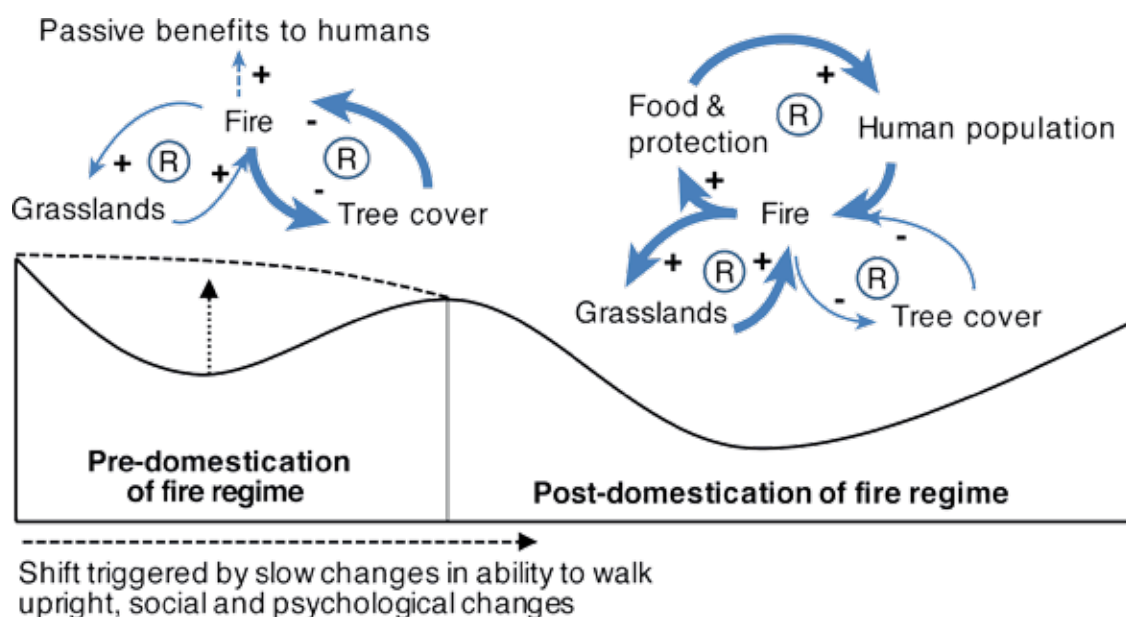 Passive benefits to humans
+
Fire
-
R
+
+
R
-
Grasslands
Tree cover
+
Food &
protection
R
Human population
+
Fire
-
+
R
+
R
-
Grasslands
Tree cover
Pre-domestication
of fire regime
Post-domestication of fire regime
Shift triggered by slow changes in ability to walk
upright, social and psychological changes